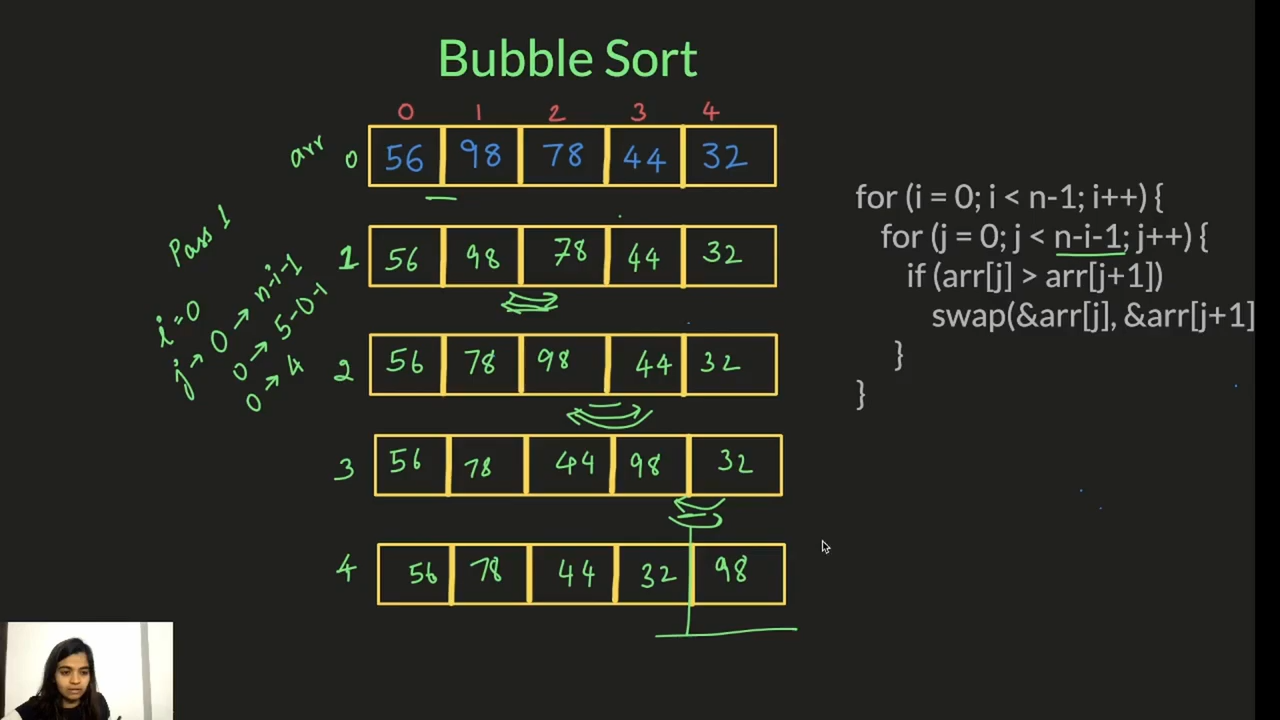 Bubble Sort
0 1 2 3 4
arr 0 56 98 78 44 32
Pass 1
1 56 98 78 44 32
i=0
j → 0 → n-i-1
0 → 5-0-1
0 → 4
2 56 78 98 44 32
3 56 78 44 98 32
4 56 78 44 32 98
for (i = 0; i < n-1; i++) {
for (j = 0; j < n-i-1; j++) {
if (arr[j] > arr[j+1])
swap(&arr[j], &arr[j+1]
}
}